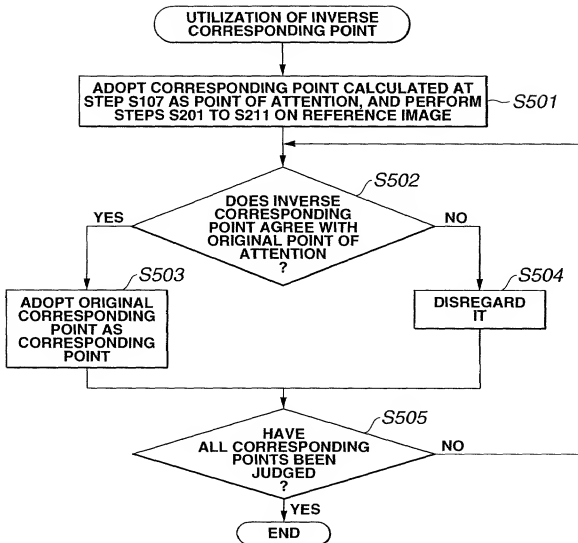 UTILIZATION OF INVERSE
CORRESPONDING POINT
ADOPT CORRESPONDING POINT CALCULATED AT
STEP S107 AS POINT OF ATTENTION, AND PERFORM
STEPS S201 TO S211 ON REFERENCE IMAGE
S501
S502
DOES INVERSE
CORRESPONDING
POINT AGREE WITH
ORIGINAL POINT OF
ATTENTION
?
YES
NO
S503
ADOPT ORIGINAL
CORRESPONDING
POINT AS
CORRESPONDING
POINT
S504
DISREGARD
IT
S505
HAVE
ALL CORRESPONDING
POINTS BEEN
JUDGED
?
NO
YES
END